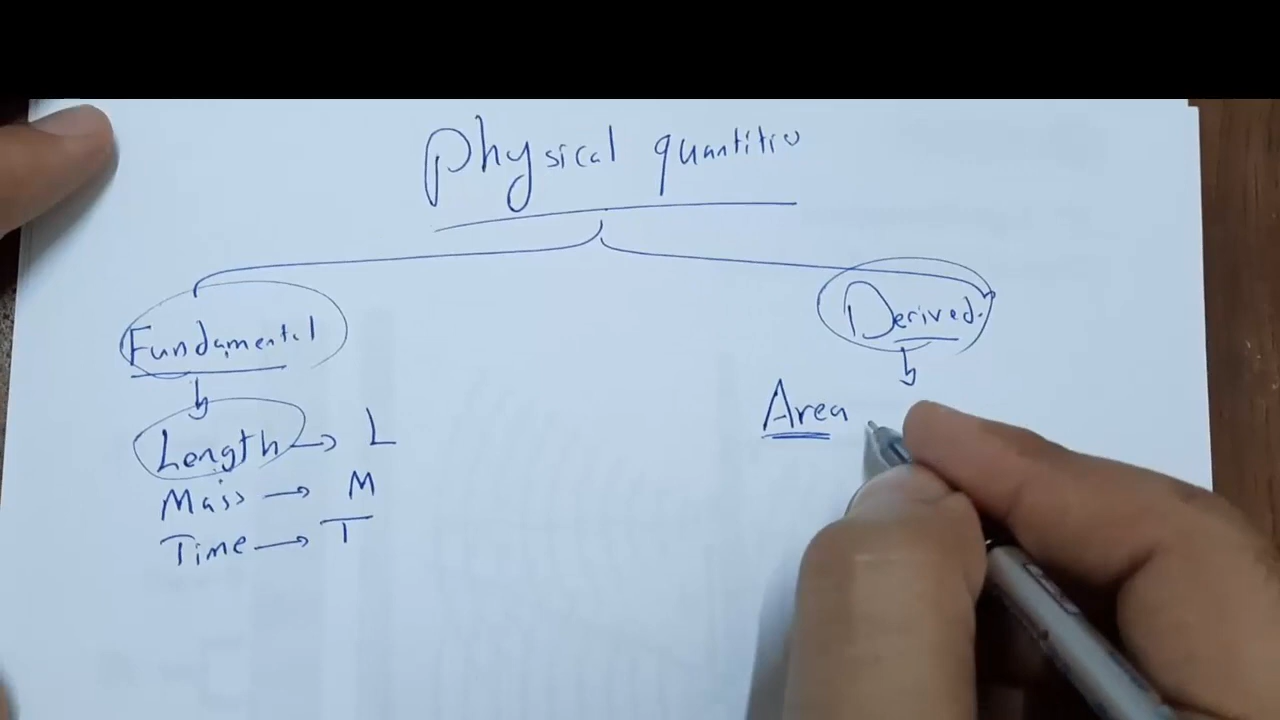 Physical quantitie
Fundamental
Derived.
Length → L
Mass → M
Time → T
Area